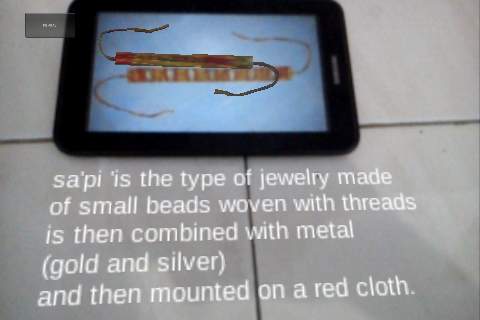 sa'pi 'is the type of jewelry made
of small beads woven with threads
is then combined with metal
(gold and silver)
and then mounted on a red cloth.